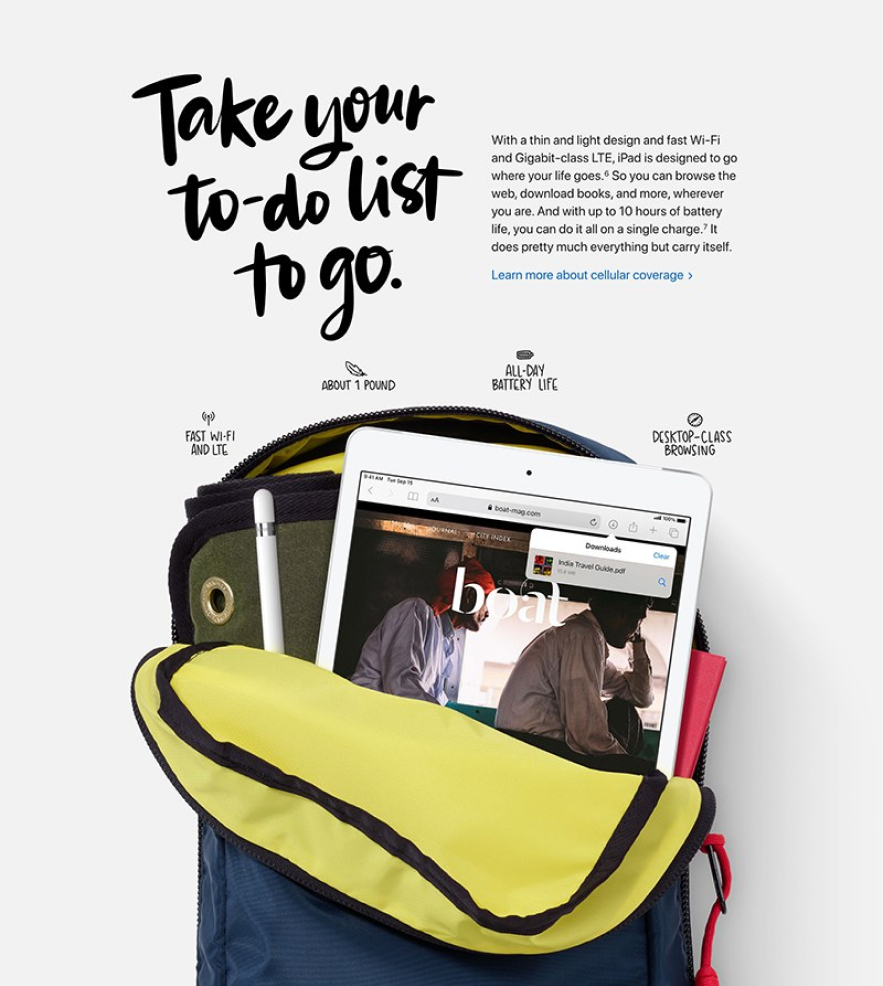 Take your
to-do list
to go.
With a thin and light design and fast Wi-Fi
and Gigabit-class LTE, iPad is designed to go
where your life goes.⁶ So you can browse the
web, download books, and more, wherever
you are. And with up to 10 hours of battery
life, you can do it all on a single charge.⁷ It
does pretty much everything but carry itself.
Learn more about cellular coverage >
ABOUT 1 POUND
ALL-DAY
BATTERY LIFE
FAST WI-FI
AND LTE
DESKTOP-CLASS
BROWSING
9:41 AM Tue Sep 15
100%
AA
boat-mag.com
JOURNAL
CITY INDEX
Downloads
Clear
India Travel Guide.pdf
boat